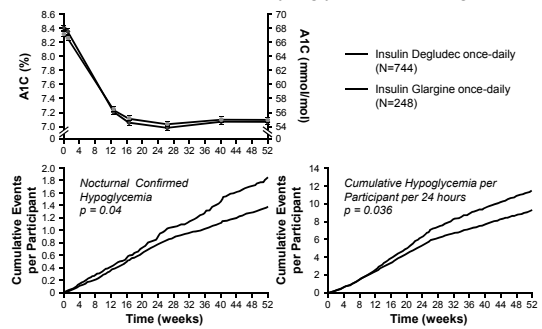 8.6
8.4
8.2
8.0
7.8
7.6
7.4
7.2
7.0
0
A1C (%)
70
68
66
64
62
60
58
56
54
0
A1C (mmol/mol)
0 4 8 12 16 20 24 28 32 36 40 44 48 52
Insulin Degludec once-daily
(N=744)
Insulin Glargine once-daily
(N=248)
2.0
1.8
1.6
1.4
1.2
1.0
0.8
0.6
0.4
0.2
0
Cumulative Events
per Participant
Nocturnal Confirmed
Hypoglycemia
p = 0.04
0 4 8 12 16 20 24 28 32 36 40 44 48 52
Time (weeks)
14
12
10
8
6
4
2
0
Cumulative Events
per Participant
Cumulative Hypoglycemia per
Participant per 24 hours
p = 0.036
0 4 8 12 16 20 24 28 32 36 40 44 48 52
Time (weeks)